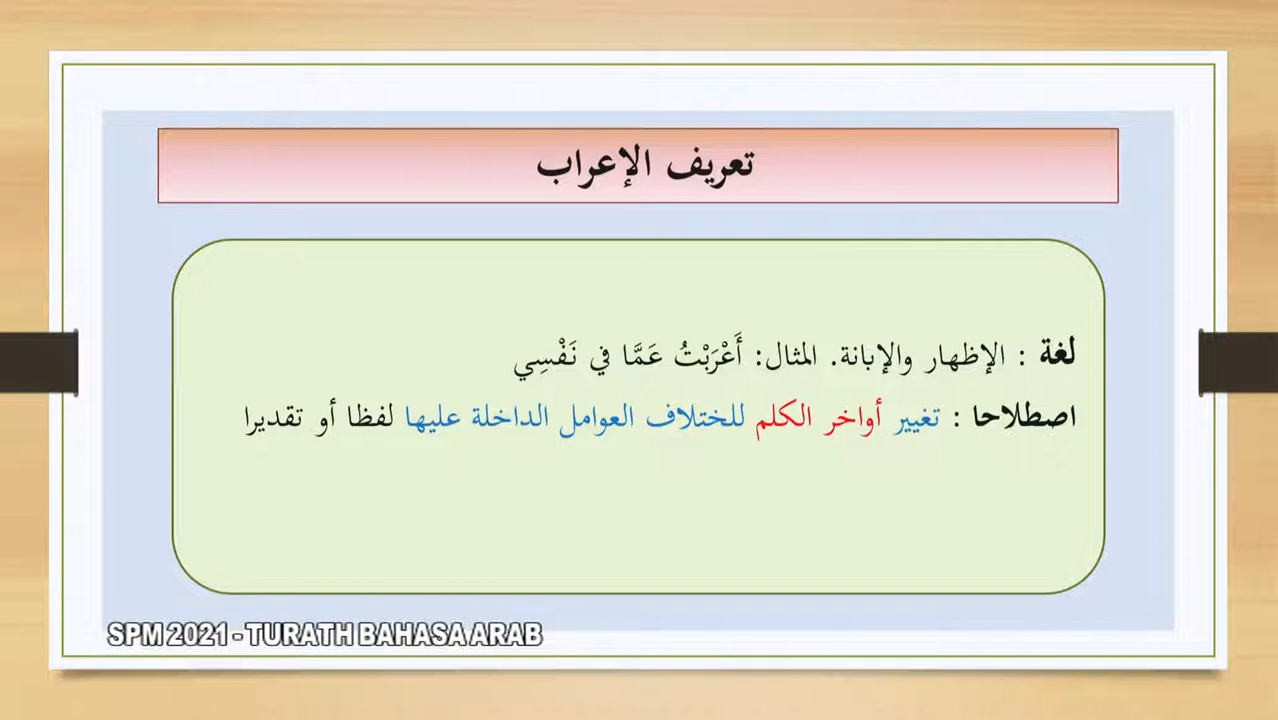 تعريف الإعراب
لغة : الإظهار والإبانة. المثال: أَعْرَبْتُ عَمَّا في نَفْسِي
اصطلاحا : تغيير أواخر الكلم للختلاف العوامل الداخلة عليها لفظا أو تقديرا
SPM 2021 - TURATH BAHASA ARAB